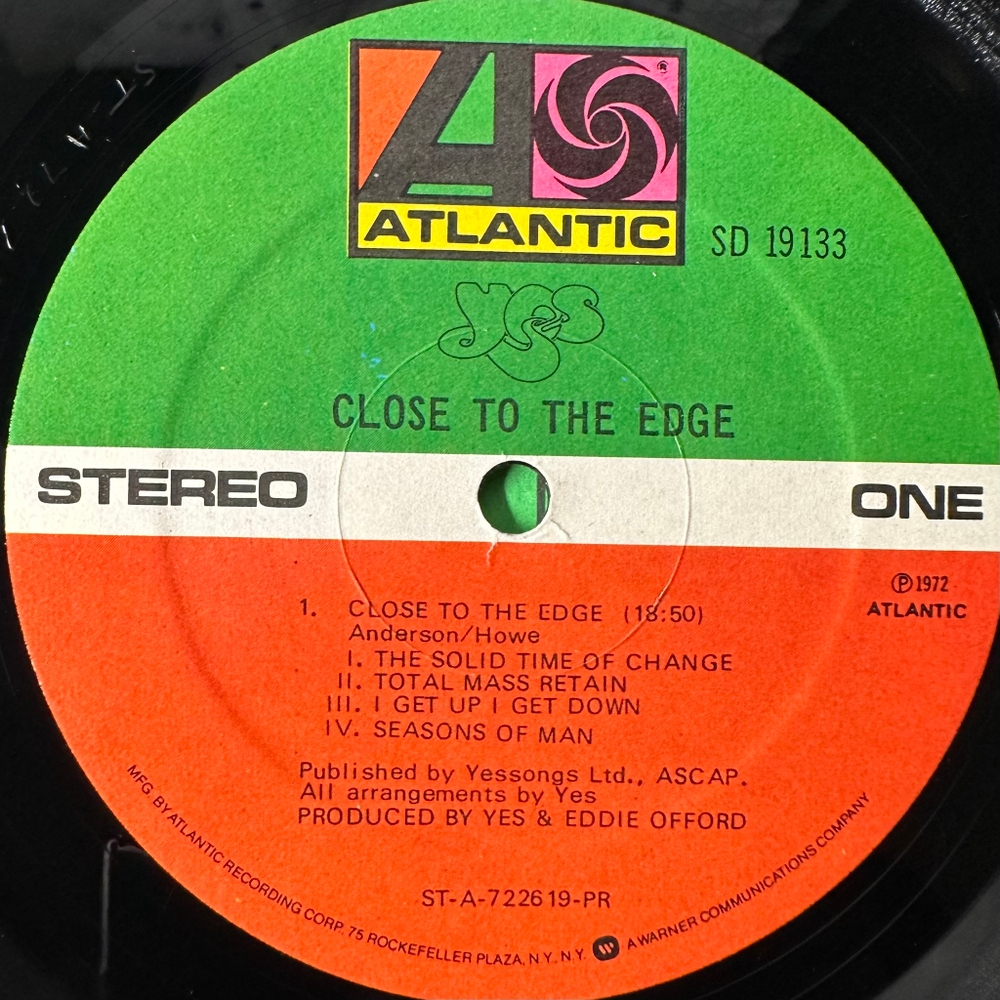 ATLANTIC
®
SD 19133
yes
CLOSE TO THE EDGE
STEREO
ONE
℗ 1972
ATLANTIC
1. CLOSE TO THE EDGE (18:50)
Anderson/Howe
I. THE SOLID TIME OF CHANGE
II. TOTAL MASS RETAIN
III. I GET UP I GET DOWN
IV. SEASONS OF MAN
Published by Yessongs Ltd., ASCAP.
All arrangements by Yes
PRODUCED BY YES & EDDIE OFFORD
ST-A-722619-PR
MFG. BY ATLANTIC RECORDING CORP. 75 ROCKEFELLER PLAZA, N.Y. N.Y. A WARNER COMMUNICATIONS COMPANY